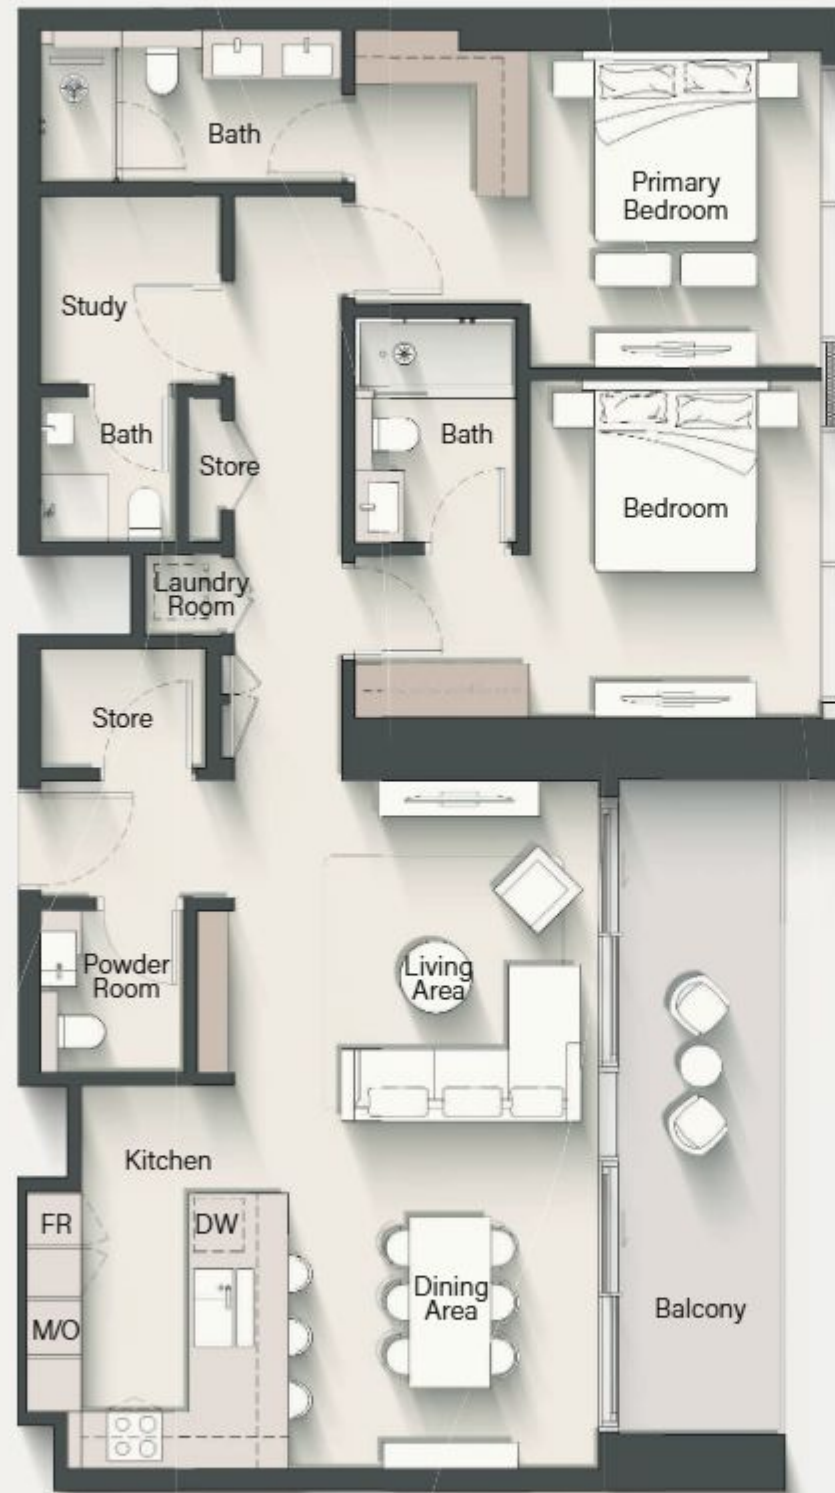 Bath
Primary
Bedroom
Study
Bath
Store
Bath
Bedroom
Laundry
Room
Store
Powder
Room
Living
Area
Kitchen
FR
DW
M/O
Dining
Area
Balcony